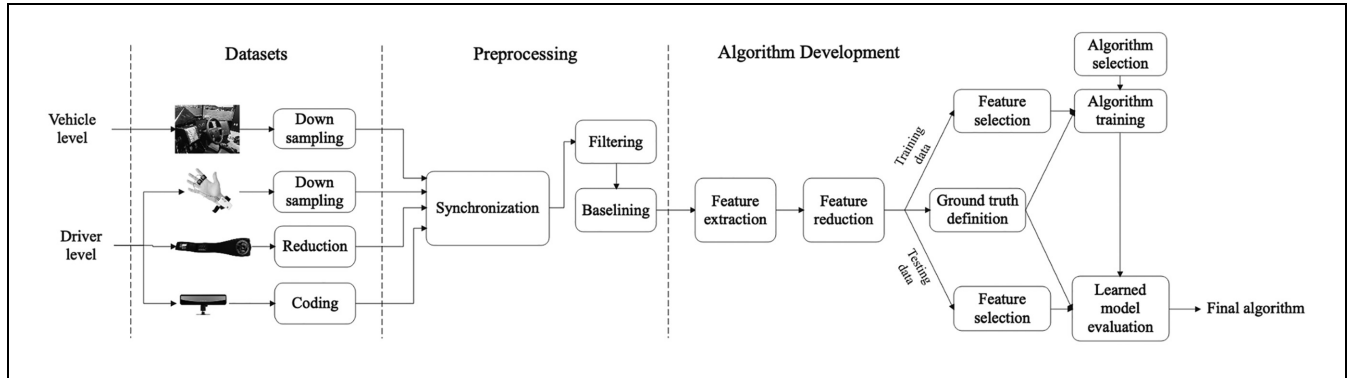 Datasets
Preprocessing
Algorithm Development
Vehicle
level
Driver
level
Down
sampling
Down
sampling
Reduction
Coding
Synchronization
Filtering
Baselining
Feature
extraction
Feature
reduction
Training
data
Testing
data
Feature
selection
Ground truth
definition
Feature
selection
Algorithm
selection
Algorithm
training
Learned
model
evaluation
Final algorithm